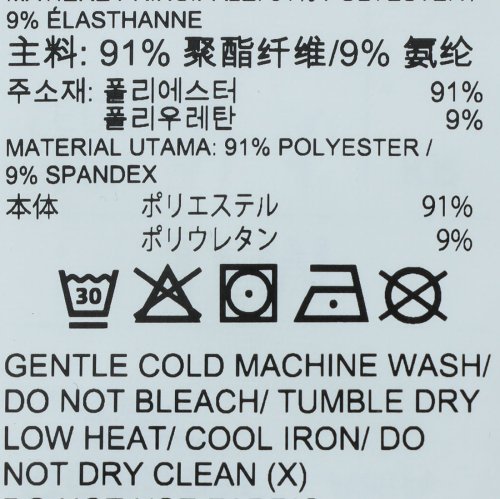 9% ÉLASTHANNE
主料: 91% 聚酯纤维/9% 氨纶
주소재: 폴리에스터 91%
폴리우레탄 9%
MATERIAL UTAMA: 91% POLYESTER /
9% SPANDEX
本体 ポリエステル 91%
ポリウレタン 9%
30
GENTLE COLD MACHINE WASH/
DO NOT BLEACH/ TUMBLE DRY
LOW HEAT/ COOL IRON/ DO
NOT DRY CLEAN (X)